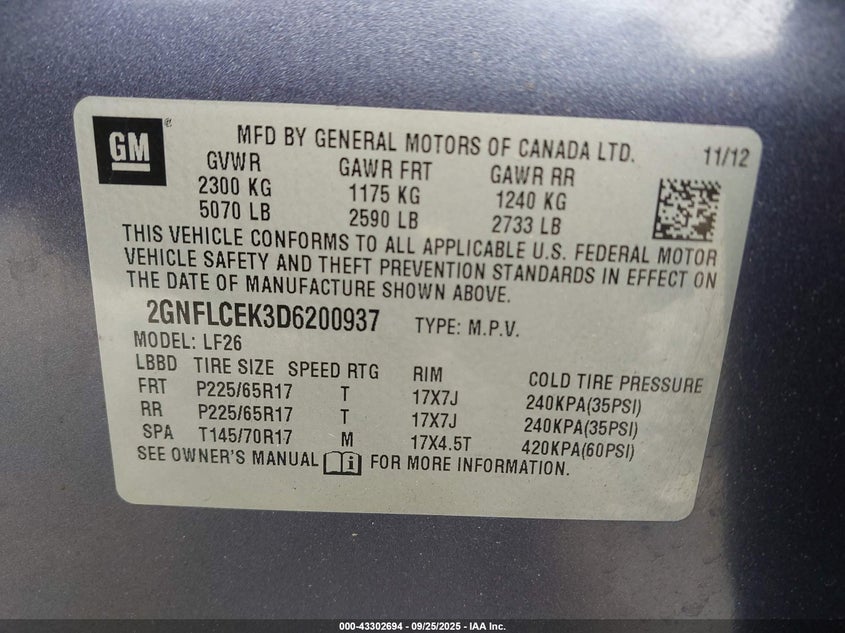 GM ® MFD BY GENERAL MOTORS OF CANADA LTD. 11/12
GVWR GAWR FRT GAWR RR
2300 KG 1175 KG 1240 KG
5070 LB 2590 LB 2733 LB
THIS VEHICLE CONFORMS TO ALL APPLICABLE U.S. FEDERAL MOTOR
VEHICLE SAFETY AND THEFT PREVENTION STANDARDS IN EFFECT ON
THE DATE OF MANUFACTURE SHOWN ABOVE.
2GNFLCEK3D6200937 TYPE: M.P.V.
MODEL: LF26
LBBD TIRE SIZE SPEED RTG RIM COLD TIRE PRESSURE
FRT P225/65R17 T 17X7J 240KPA(35PSI)
RR P225/65R17 T 17X7J 240KPA(35PSI)
SPA T145/70R17 M 17X4.5T 420KPA(60PSI)
SEE OWNER'S MANUAL i FOR MORE INFORMATION.
000-43302694 - 09/25/2025 - IAA Inc.